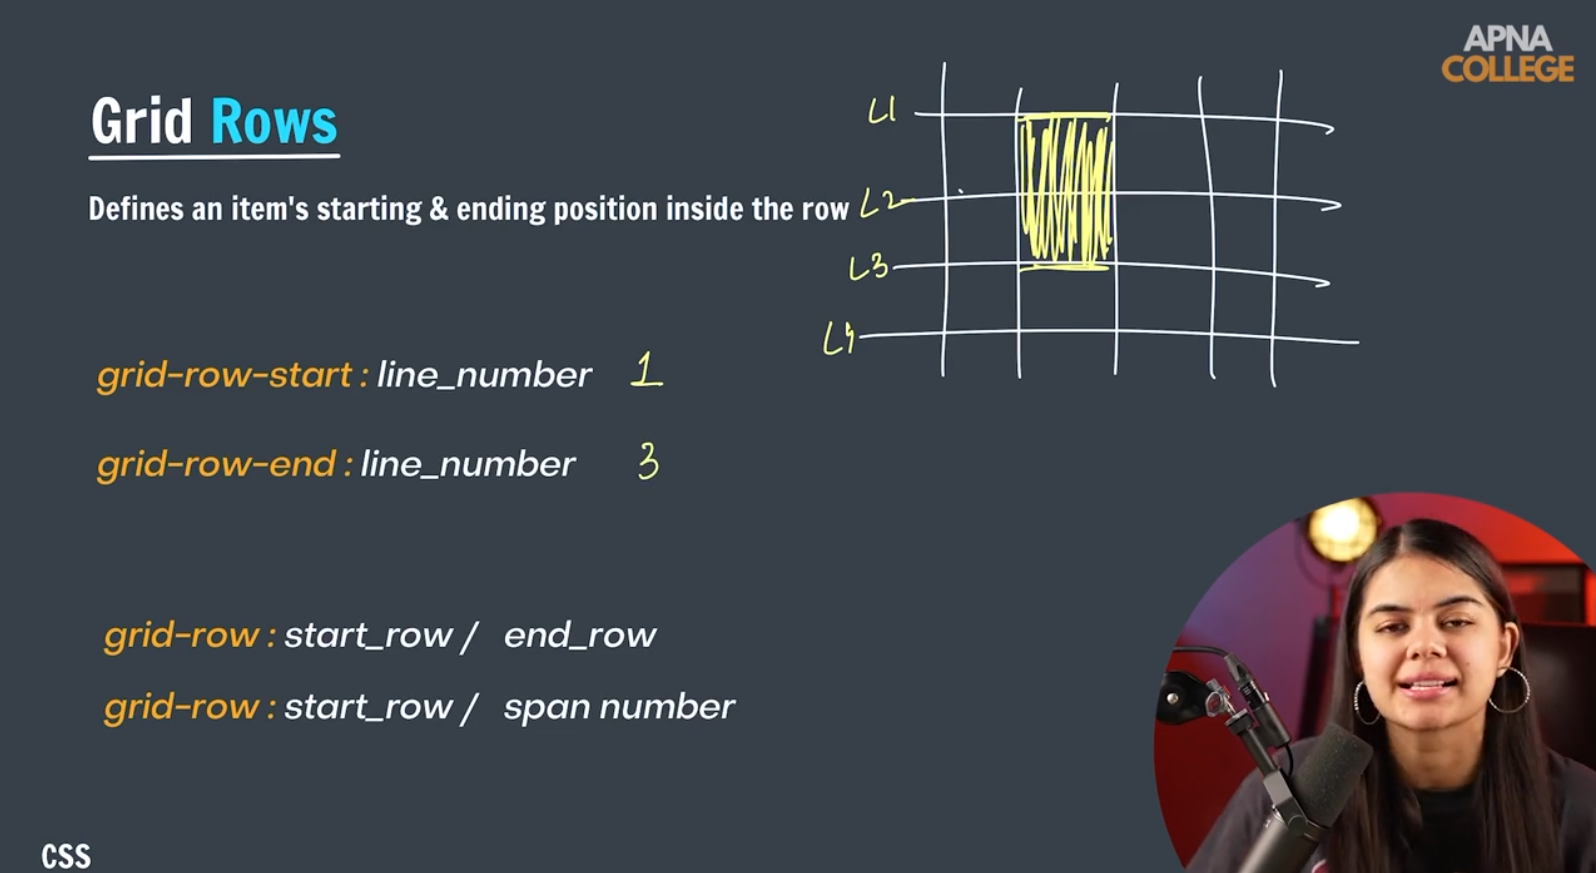 APNA
COLLEGE
Grid Rows
Defines an item's starting & ending position inside the row
L1
L2
L3
L4
grid-row-start : line_number 1
grid-row-end : line_number 3
grid-row : start_row / end_row
grid-row : start_row / span number
CSS